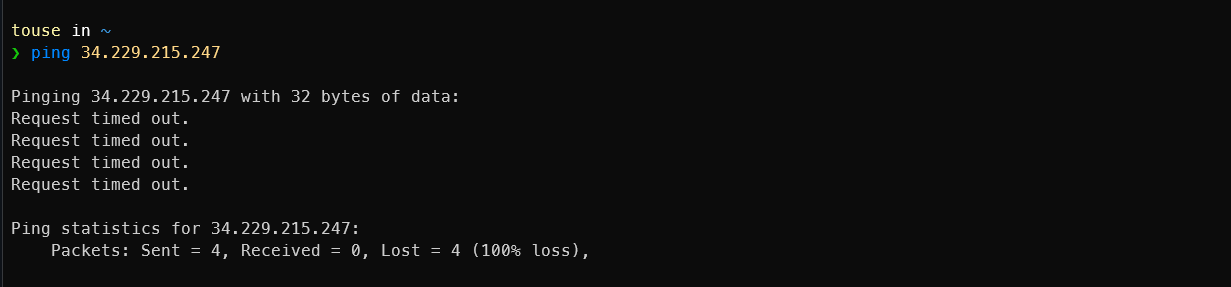 touse in ~
❯ ping 34.229.215.247
Pinging 34.229.215.247 with 32 bytes of data:
Request timed out.
Request timed out.
Request timed out.
Request timed out.
Ping statistics for 34.229.215.247:
    Packets: Sent = 4, Received = 0, Lost = 4 (100% loss),